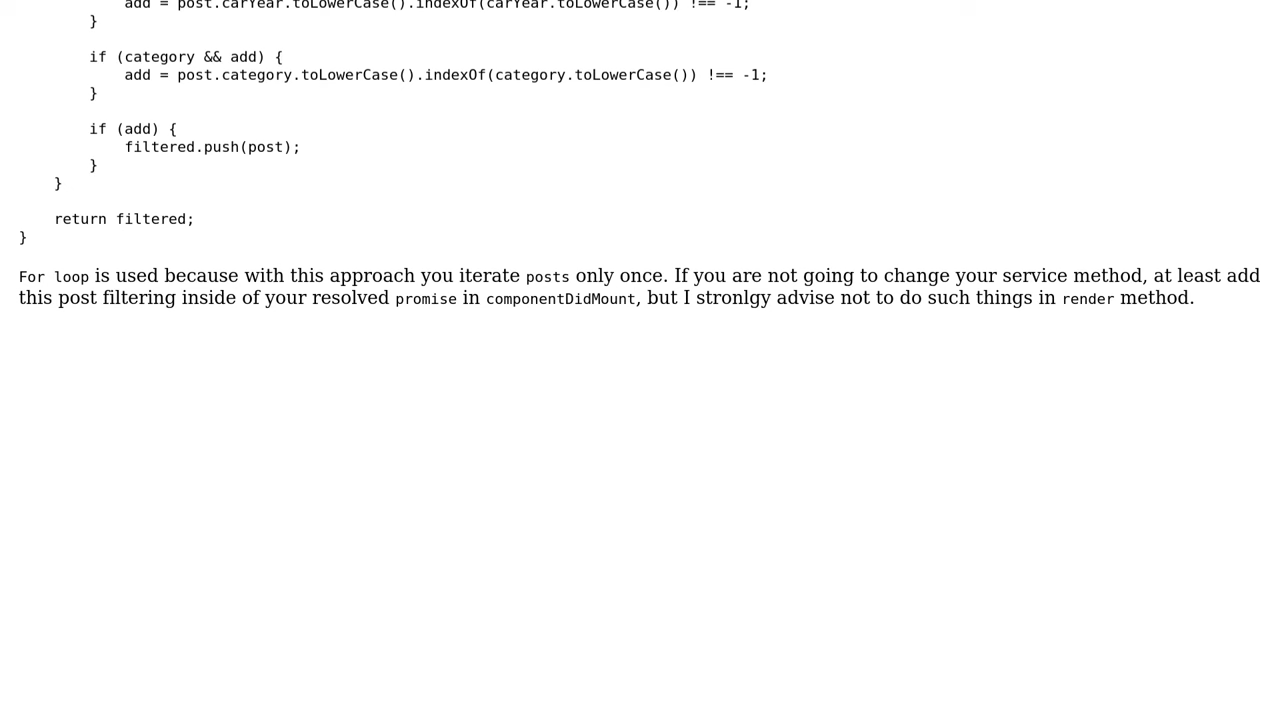 add = post.carYear.toLowerCase().indexOf(carYear.toLowerCase()) !== -1;
}
if (category && add) {
add = post.category.toLowerCase().indexOf(category.toLowerCase()) !== -1;
}
if (add) {
filtered.push(post);
}
}
return filtered;
}
For loop is used because with this approach you iterate posts only once. If you are not going to change your service method, at least add
this post filtering inside of your resolved promise in componentDidMount, but I stronlgy advise not to do such things in render method.